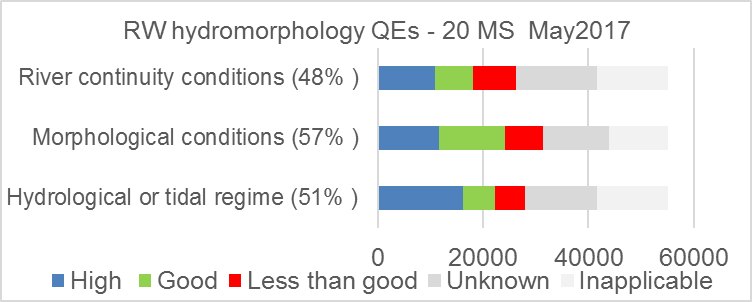 RW hydromorphology QEs - 20 MS  May2017
River continuity conditions (48% )
Morphological conditions (57% )
Hydrological or tidal regime (51% )
0 20000 40000 60000
High Good Less than good Unknown Inapplicable